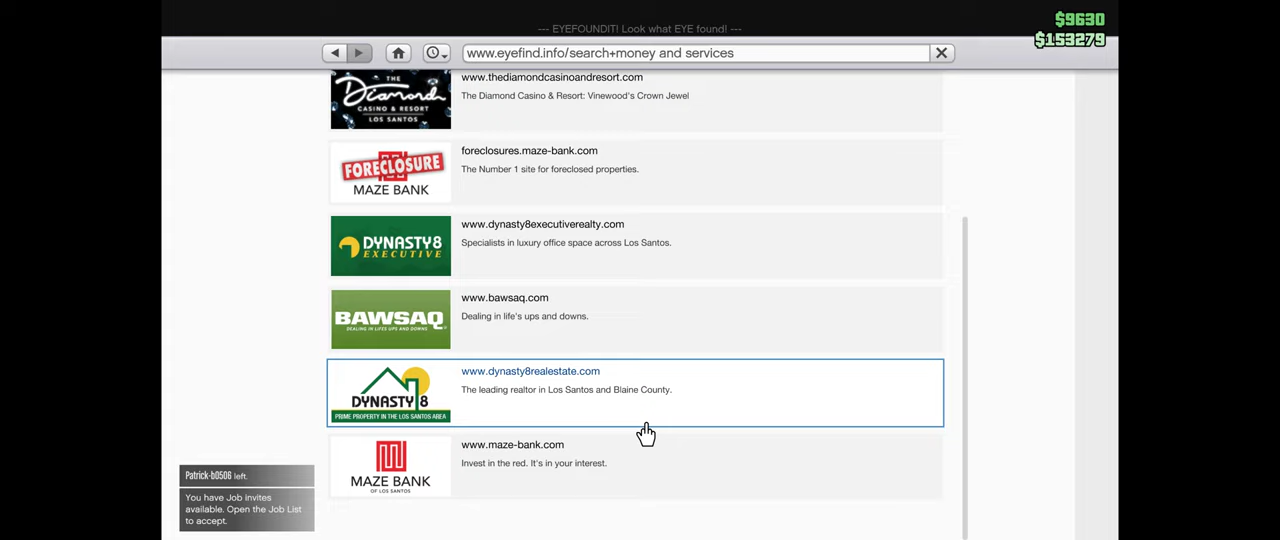 --- EYEFOUNDIT! Look what EYE found! ---
$9630
$153279
www.eyefind.info/search+money and services
THE
Diamond
CASINO & RESORT
LOS SANTOS
www.thediamondcasinoandresort.com
The Diamond Casino & Resort: Vinewood's Crown Jewel
FORECLOSURE
MAZE BANK
foreclosures.maze-bank.com
The Number 1 site for foreclosed properties.
DYNASTY8
EXECUTIVE
www.dynasty8executiverealty.com
Specialists in luxury office space across Los Santos.
BAWSAQ
DEALING IN LIFE'S UPS AND DOWNS
www.bawsaq.com
Dealing in life's ups and downs.
DYNASTY 8
PRIME PROPERTY IN THE LOS SANTOS AREA
www.dynasty8realestate.com
The leading realtor in Los Santos and Blaine County.
MAZE BANK
OF LOS SANTOS
www.maze-bank.com
Invest in the red. It's in your interest.
Patrick-b0506 left.
You have Job invites
available. Open the Job List
to accept.